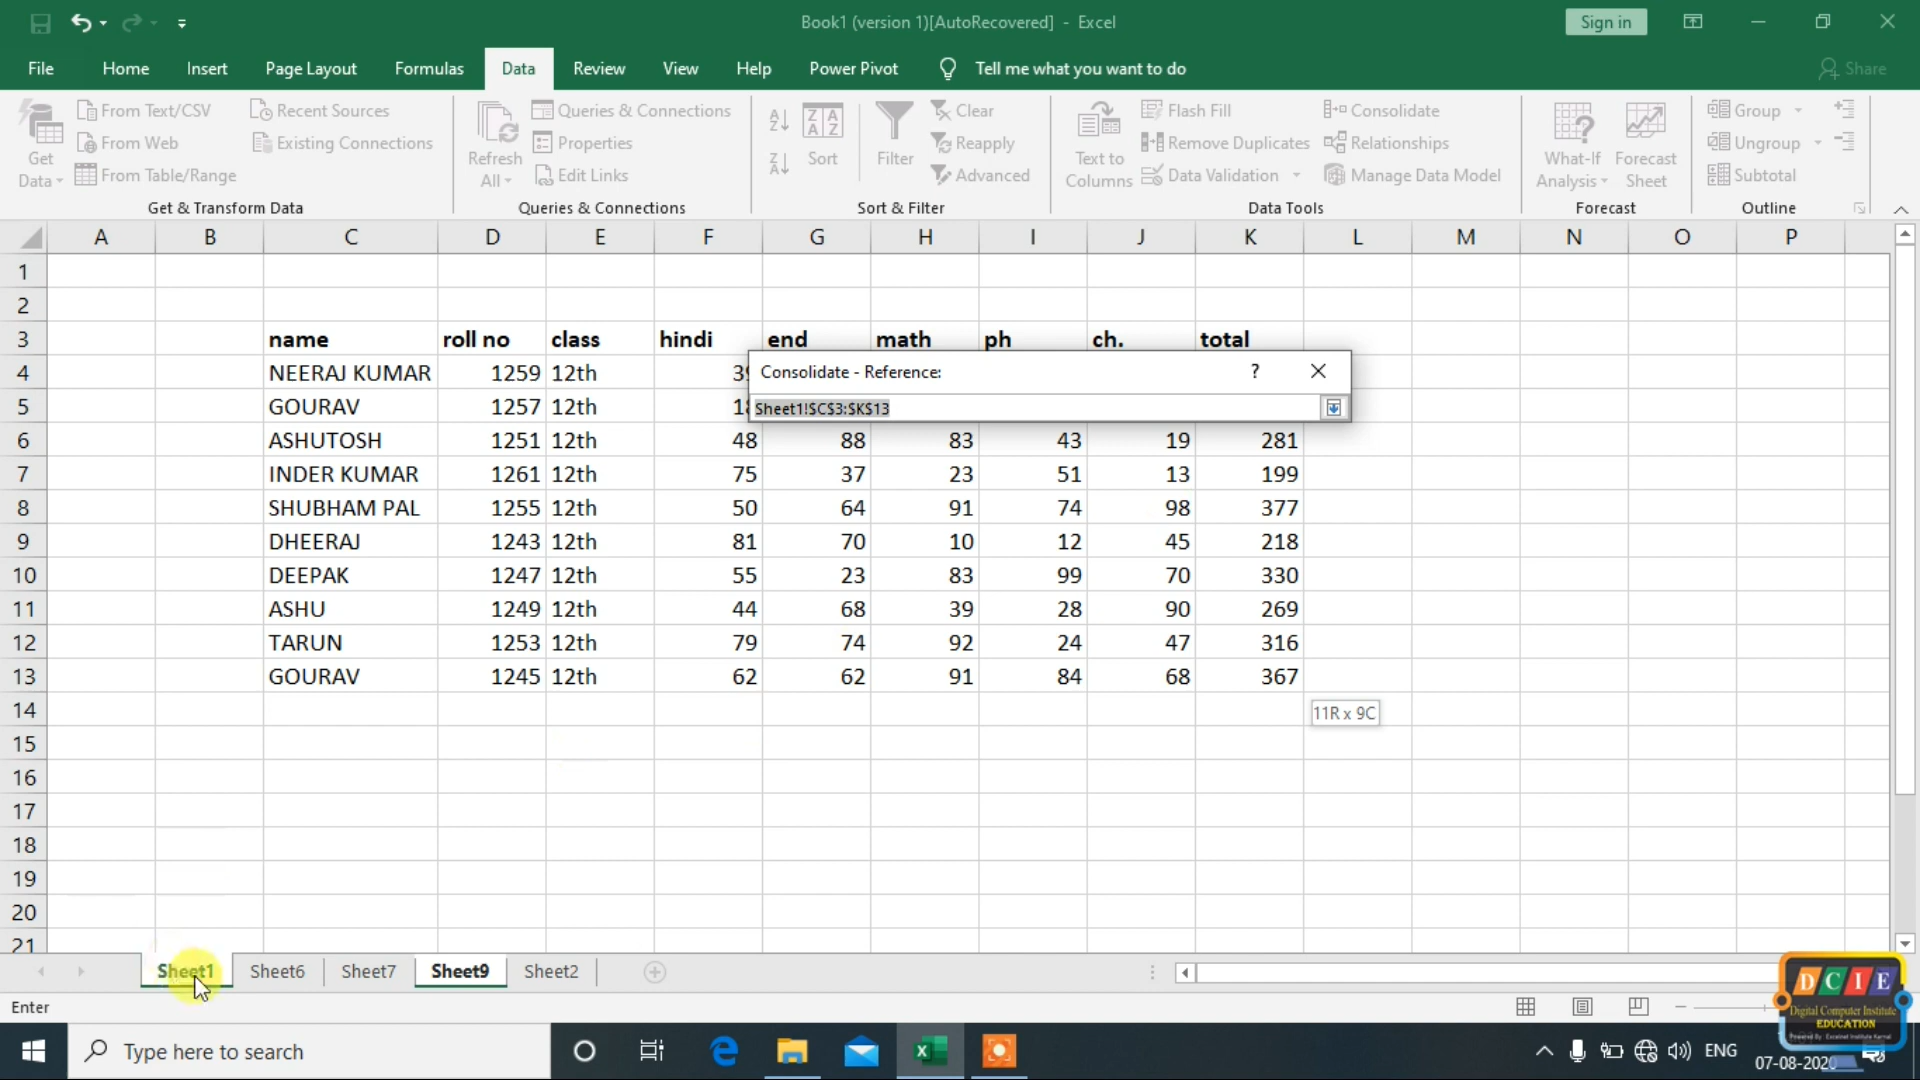 Book1 (version 1)[AutoRecovered] - Excel
Sign in
File Home Insert Page Layout Formulas Data Review View Help Power Pivot Tell me what you want to do Share
Get Data
From Text/CSV
From Web
From Table/Range
Recent Sources
Existing Connections
Get & Transform Data
Refresh All
Queries & Connections
Properties
Edit Links
Queries & Connections
Sort
Filter
Clear
Reapply
Advanced
Sort & Filter
Text to Columns
Flash Fill
Remove Duplicates
Data Validation
Consolidate
Relationships
Manage Data Model
Data Tools
What-If Analysis
Forecast Sheet
Forecast
Group
Ungroup
Subtotal
Outline
A B C D E F G H I J K L M N O P
1
2
3 name roll no class hindi end math ph ch. total
Consolidate - Reference: ?
Sheet1!$C$3:$K$13
4 NEERAJ KUMAR 1259 12th
5 GOURAV 1257 12th
6 ASHUTOSH 1251 12th 48 88 83 43 19 281
7 INDER KUMAR 1261 12th 75 37 23 51 13 199
8 SHUBHAM PAL 1255 12th 50 64 91 74 98 377
9 DHEERAJ 1243 12th 81 70 10 12 45 218
10 DEEPAK 1247 12th 55 23 83 99 70 330
11 ASHU 1249 12th 44 68 39 28 90 269
12 TARUN 1253 12th 79 74 92 24 47 316
13 GOURAV 1245 12th 62 62 91 84 68 367
14 11R x 9C
15
16
17
18
19
20
21
Sheet1 Sheet6 Sheet7 Sheet9 Sheet2
Enter
DCIE
Digital Computer Institute
EDUCATION
Type here to search
ENG
07-08-2020